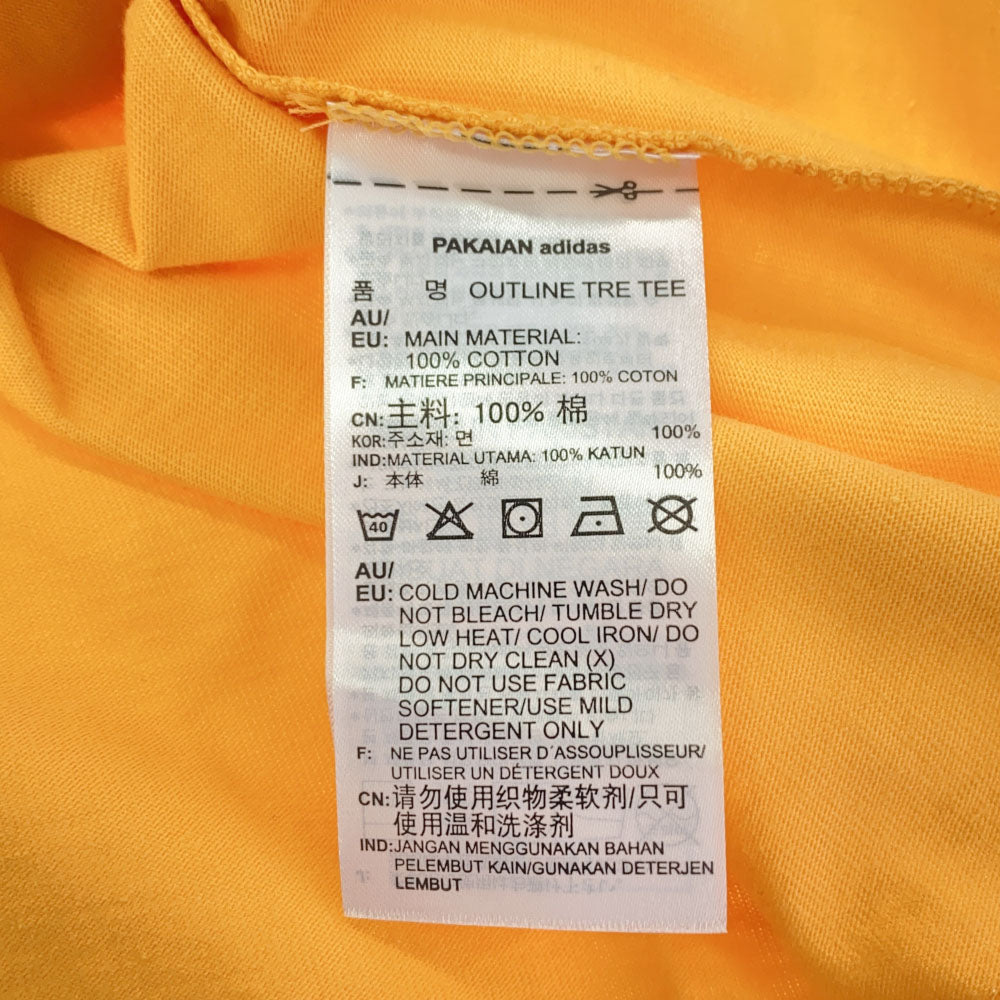 PAKAIAN adidas
품 명 OUTLINE TRE TEE
AU/
EU: MAIN MATERIAL:
100% COTTON
F: MATIERE PRINCIPALE: 100% COTON
CN: 主料: 100% 棉
KOR: 주소재: 면 100%
IND: MATERIAL UTAMA: 100% KATUN
J: 本体 綿 100%
40
AU/
EU: COLD MACHINE WASH/ DO
NOT BLEACH/ TUMBLE DRY
LOW HEAT/ COOL IRON/ DO
NOT DRY CLEAN (X)
DO NOT USE FABRIC
SOFTENER/USE MILD
DETERGENT ONLY
F: NE PAS UTILISER D´ASSOUPLISSEUR/
UTILISER UN DÉTERGENT DOUX
CN: 请勿使用织物柔软剂/只可
使用温和洗涤剂
IND: JANGAN MENGGUNAKAN BAHAN
PELEMBUT KAIN/GUNAKAN DETERJEN
LEMBUT